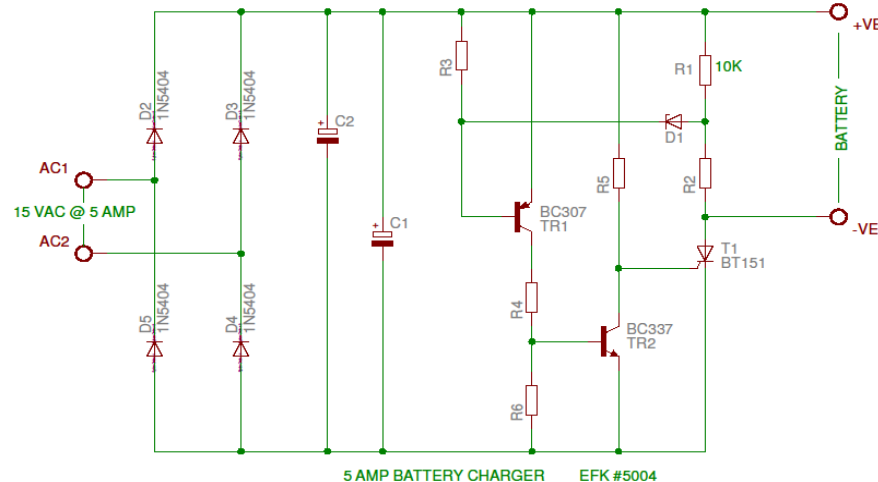 +VE
R3
R1 10K
D2
1N5404
D3
1N5404
C2
D1
BATTERY
AC1
R5
R2
15 VAC @ 5 AMP
BC307
TR1
C1
-VE
AC2
T1
BT151
D5
1N5404
D4
1N5404
R4
BC337
TR2
R6
5 AMP BATTERY CHARGER EFK #5004
+
+